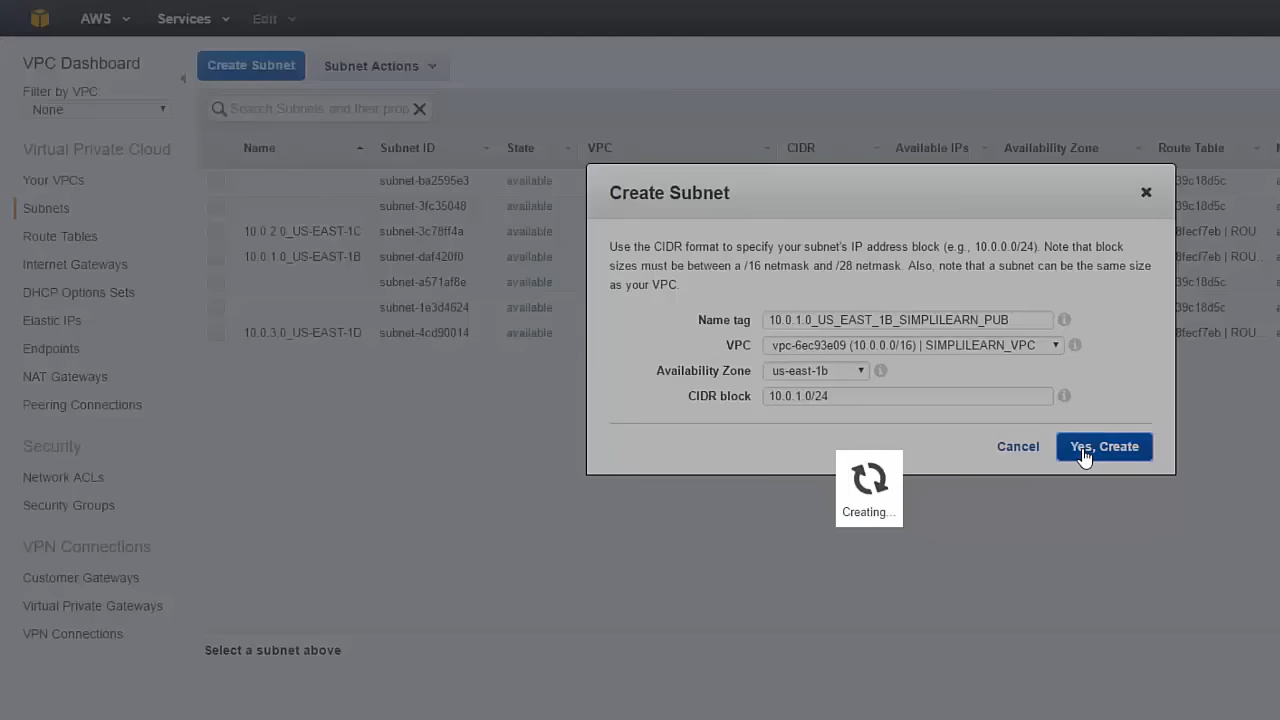 AWS Services Edit
VPC Dashboard
Filter by VPC:
None
Virtual Private Cloud
Your VPCs
Subnets
Route Tables
Internet Gateways
DHCP Options Sets
Elastic IPs
Endpoints
NAT Gateways
Peering Connections
Security
Network ACLs
Security Groups
VPN Connections
Customer Gateways
Virtual Private Gateways
VPN Connections
Create Subnet Subnet Actions
Search Subnets and their prop
Name Subnet ID State VPC CIDR Available IPs Availability Zone Route Table
subnet-ba2595e3 available 39c18d5c
subnet-3fc35048 available 39c18d5c
10.0.2.0_US-EAST-1C subnet-3c78ff4a available 8fecf7eb | ROU
10.0.1.0_US-EAST-1B subnet-daf420f0 available 8fecf7eb | ROU...
subnet-a571af8e available 39c18d5c
subnet-1e3d4624 available 39c18d5c
10.0.3.0_US-EAST-1D subnet-4cd90014 available 8fecf7eb | ROU...
Create Subnet
Use the CIDR format to specify your subnet's IP address block (e.g., 10.0.0.0/24). Note that block
sizes must be between a /16 netmask and /28 netmask. Also, note that a subnet can be the same size
as your VPC.
Name tag 10.0.1.0_US_EAST_1B_SIMPLILEARN_PUB
VPC vpc-6ec93e09 (10.0.0.0/16) | SIMPLILEARN_VPC
Availability Zone us-east-1b
CIDR block 10.0.1.0/24
Cancel Yes, Create
Creating...
Select a subnet above